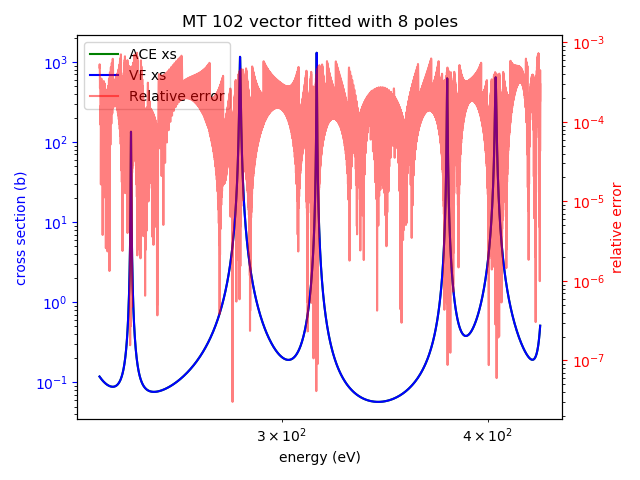 MT 102 vector fitted with 8 poles
ACE xs
VF xs
Relative error
10³
10²
10¹
10⁰
10⁻¹
cross section (b)
10⁻³
10⁻⁴
10⁻⁵
10⁻⁶
10⁻⁷
relative error
3 × 10²
4 × 10²
energy (eV)